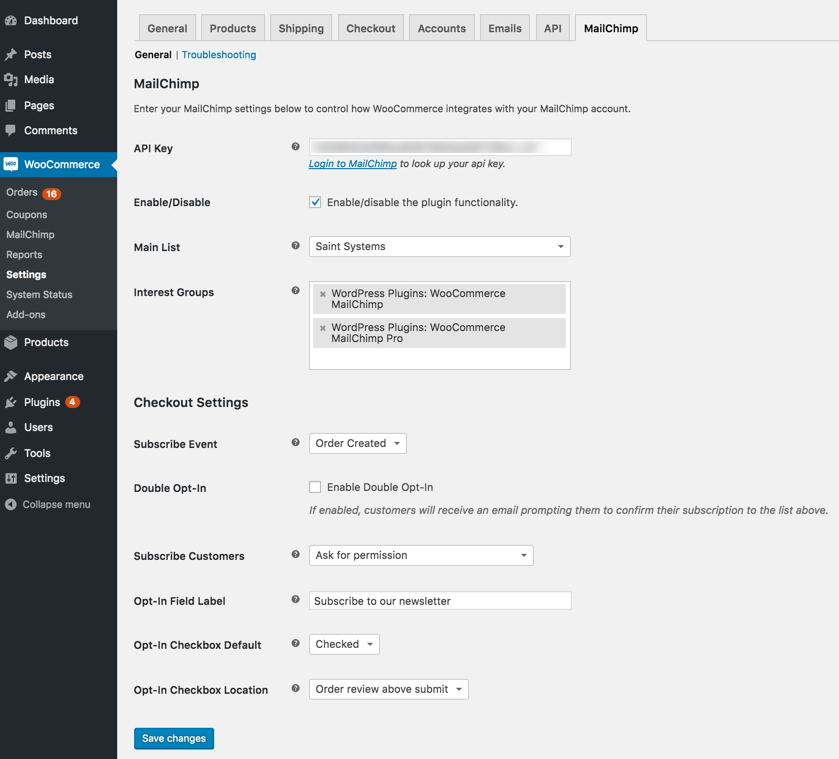 Dashboard
Posts
Media
Pages
Comments
WooCommerce
Orders 16
Coupons
MailChimp
Reports
Settings
System Status
Add-ons
Products
Appearance
Plugins 4
Users
Tools
Settings
Collapse menu
General Products Shipping Checkout Accounts Emails API MailChimp
General | Troubleshooting
MailChimp
Enter your MailChimp settings below to control how WooCommerce integrates with your MailChimp account.
API Key
Login to MailChimp to look up your api key.
Enable/Disable Enable/disable the plugin functionality.
Main List Saint Systems
Interest Groups × WordPress Plugins: WooCommerce
MailChimp
× WordPress Plugins: WooCommerce
MailChimp Pro
Checkout Settings
Subscribe Event Order Created
Double Opt-In Enable Double Opt-In
If enabled, customers will receive an email prompting them to confirm their subscription to the list above.
Subscribe Customers Ask for permission
Opt-In Field Label Subscribe to our newsletter
Opt-In Checkbox Default Checked
Opt-In Checkbox Location Order review above submit
Save changes